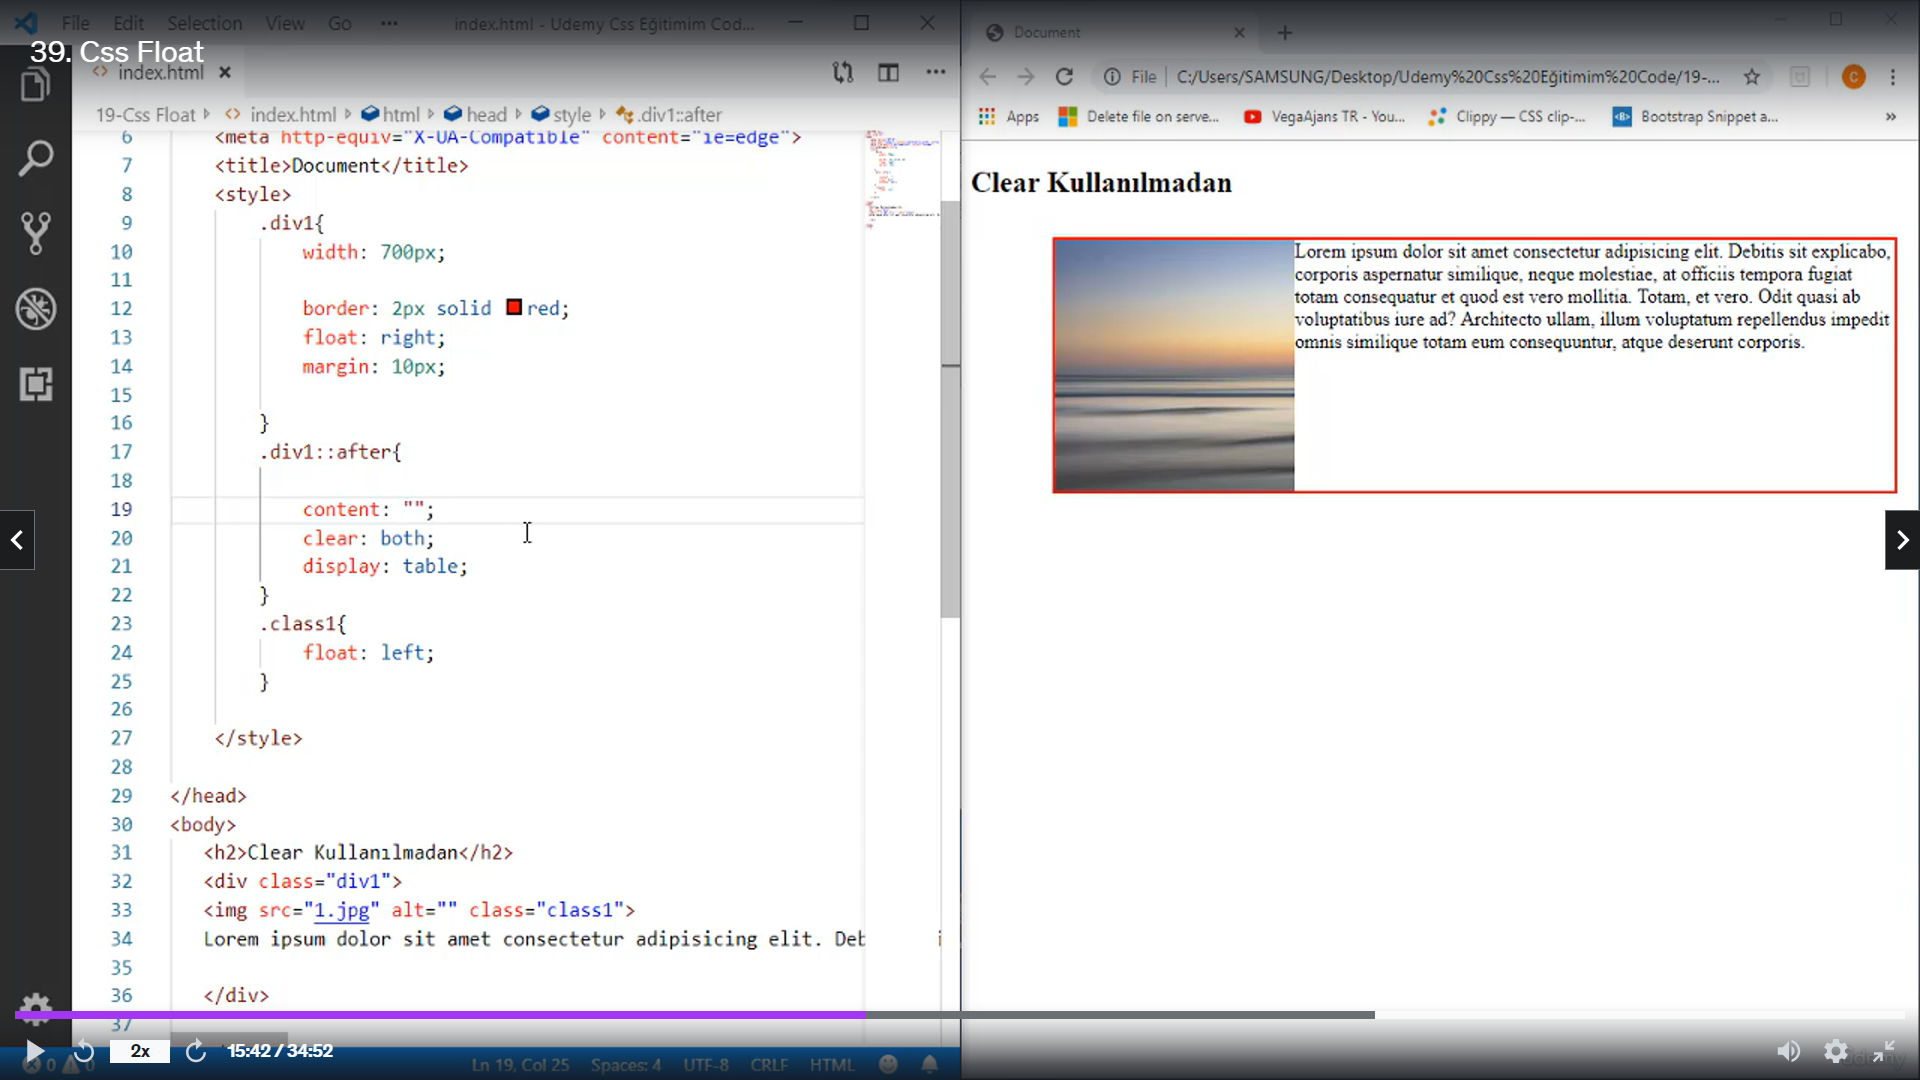 File Edit Selection View Go ··· index.html - Udemy Css Eğitimim Cod...
39. Css Float
index.html
19-Css Float index.html html head style .div1::after
6 <meta http-equiv="X-UA-Compatible" content="ie=edge">
7 <title>Document</title>
8 <style>
9 .div1{
10 width: 700px;
11
12 border: 2px solid red;
13 float: right;
14 margin: 10px;
15
16 }
17 .div1::after{
18
19 content: "";
20 clear: both;
21 display: table;
22 }
23 .class1{
24 float: left;
25 }
26
27 </style>
28
29 </head>
30 <body>
31 <h2>Clear Kullanılmadan</h2>
32 <div class="div1">
33 <img src="1.jpg" alt="" class="class1">
34 Lorem ipsum dolor sit amet consectetur adipisicing elit. Deb
35
36 </div>
37
2x 15:42 / 34:52
0 0 Ln 19, Col 25 Spaces: 4 UTF-8 CRLF HTML
Document
File C:/Users/SAMSUNG/Desktop/Udemy%20Css%20Eğitimim%20Code/19-... C
Apps Delete file on serve... VegaAjans TR - You... Clippy — CSS clip-... Bootstrap Snippet a... »
Clear Kullanılmadan
Lorem ipsum dolor sit amet consectetur adipisicing elit. Debitis sit explicabo,
corporis aspernatur similique, neque molestiae, at officiis tempora fugiat
totam consequatur et quod est vero mollitia. Totam, et vero. Odit quasi ab
voluptatibus iure ad? Architecto ullam, illum voluptatum repellendus impedit
omnis similique totam eum consequuntur, atque deserunt corporis.
Udemy